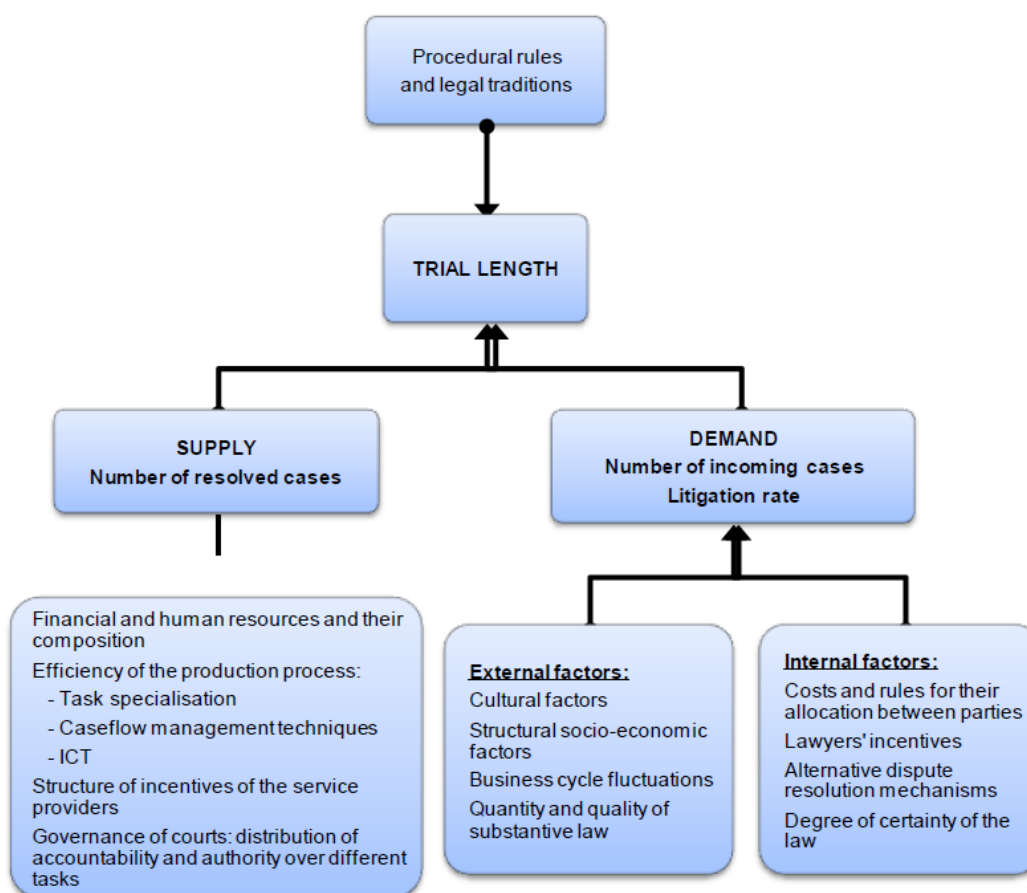 Procedural rules
and legal traditions
TRIAL LENGTH
SUPPLY
Number of resolved cases
DEMAND
Number of incoming cases
Litigation rate
Financial and human resources and their
composition
Efficiency of the production process:
- Task specialisation
- Caseflow management techniques
- ICT
Structure of incentives of the service
providers
Governance of courts: distribution of
accountability and authority over different
tasks
External factors:
Cultural factors
Structural socio-economic
factors
Business cycle fluctuations
Quantity and quality of
substantive law
Internal factors:
Costs and rules for their
allocation between parties
Lawyers' incentives
Alternative dispute
resolution mechanisms
Degree of certainty of the
law